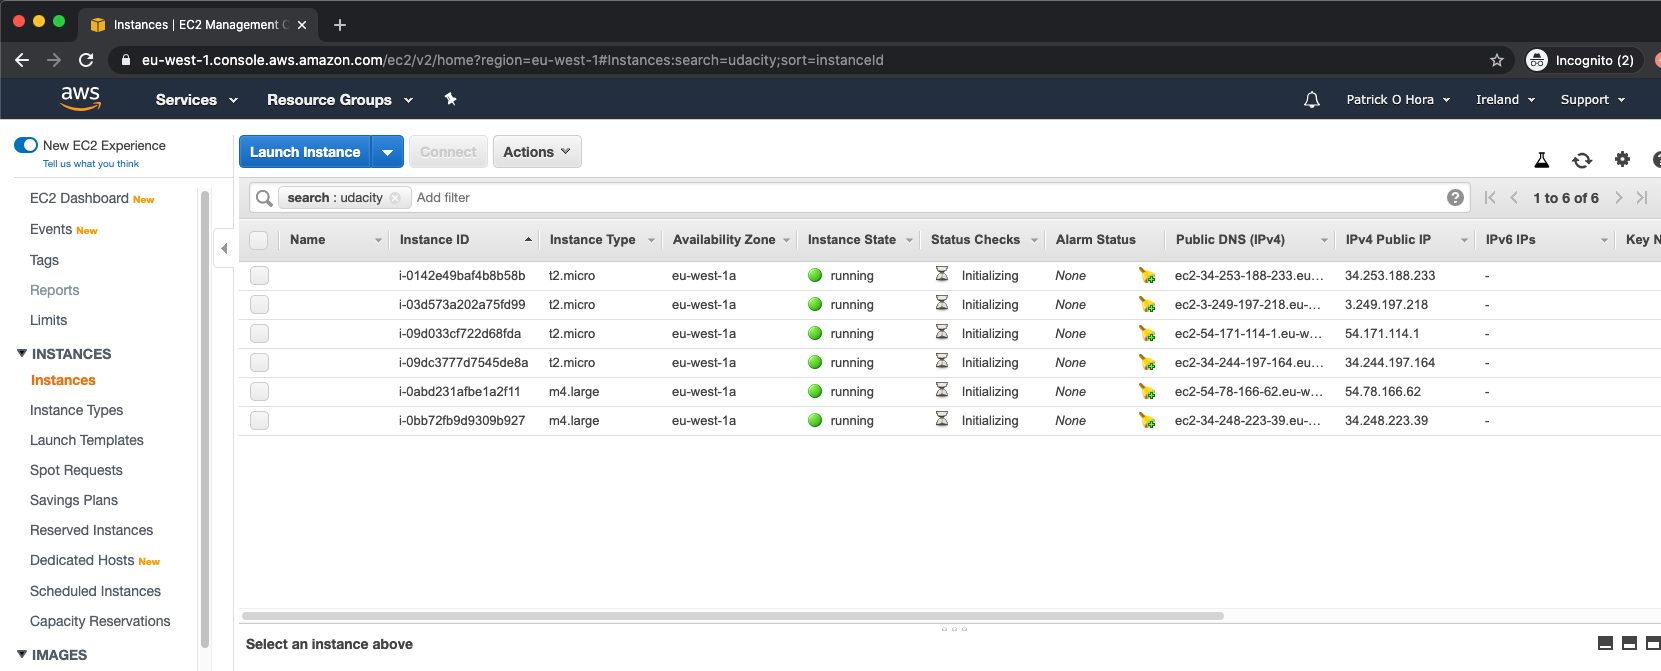 Instances | EC2 Management C
eu-west-1.console.aws.amazon.com/ec2/v2/home?region=eu-west-1#Instances:search=udacity;sort=instanceId
Incognito (2)
aws
Services
Resource Groups
Patrick O Hora
Ireland
Support
New EC2 Experience
Tell us what you think
Launch Instance
Connect
Actions
search : udacity
Add filter
1 to 6 of 6
EC2 Dashboard New
Events New
Tags
Reports
Limits
INSTANCES
Instances
Instance Types
Launch Templates
Spot Requests
Savings Plans
Reserved Instances
Dedicated Hosts New
Scheduled Instances
Capacity Reservations
IMAGES
Name Instance ID Instance Type Availability Zone Instance State Status Checks Alarm Status Public DNS (IPv4) IPv4 Public IP IPv6 IPs Key N
i-0142e49baf4b8b58b t2.micro eu-west-1a running Initializing None ec2-34-253-188-233.eu... 34.253.188.233 -
i-03d573a202a75fd99 t2.micro eu-west-1a running Initializing None ec2-3-249-197-218.eu-... 3.249.197.218 -
i-09d033cf722d68fda t2.micro eu-west-1a running Initializing None ec2-54-171-114-1.eu-w... 54.171.114.1 -
i-09dc3777d7545de8a t2.micro eu-west-1a running Initializing None ec2-34-244-197-164.eu... 34.244.197.164 -
i-0abd231afbe1a2f11 m4.large eu-west-1a running Initializing None ec2-54-78-166-62.eu-w... 54.78.166.62 -
i-0bb72fb9d9309b927 m4.large eu-west-1a running Initializing None ec2-34-248-223-39.eu-... 34.248.223.39 -
Select an instance above